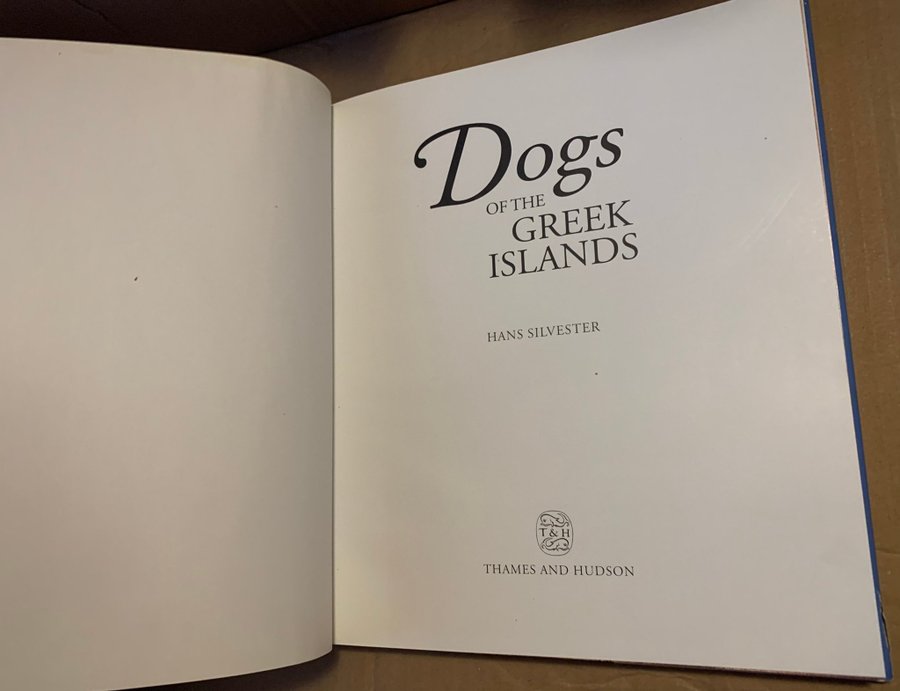 Dogs
OF THE
GREEK
ISLANDS
HANS SILVESTER
T & H
THAMES AND HUDSON